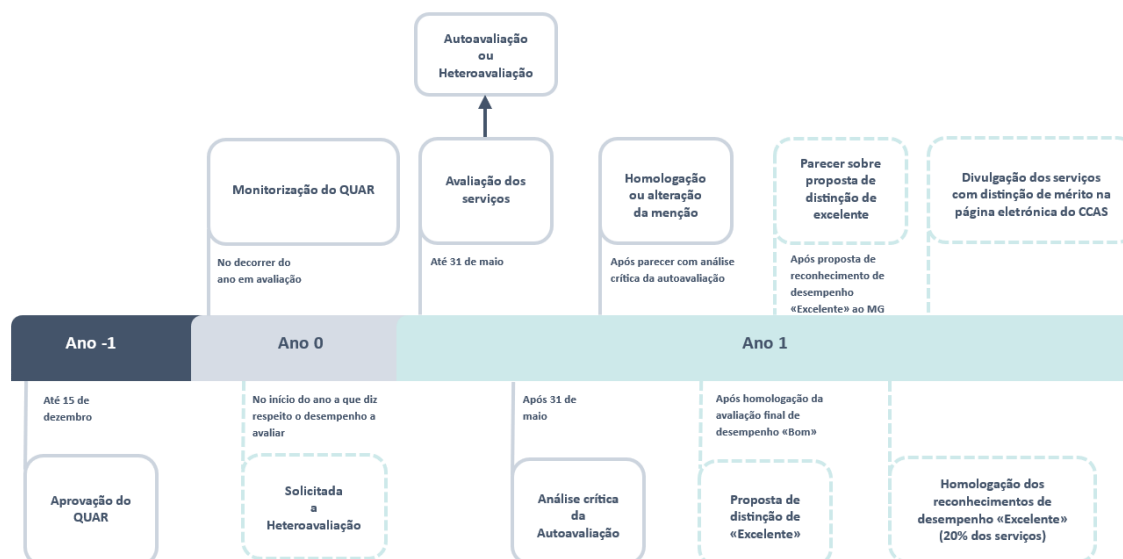 Autoavaliação
ou
Heteroavaliação
Monitorização do QUAR
Avaliação dos
serviços
Homologação
ou alteração
da menção
Parecer sobre
proposta de
distinção de
excelente
Divulgação dos serviços
com distinção de mérito na
página eletrónica do CCAS
No decorrer do
ano em avaliação
Até 31 de maio
Após parecer com análise
crítica da autoavaliação
Após proposta de
reconhecimento de
desempenho
«Excelente» ao MG
Ano -1
Ano 0
Ano 1
Até 15 de
dezembro
No início do ano a que diz
respeito o desempenho a
avaliar
Após 31 de
maio
Após homologação da
avaliação final de
desempenho «Bom»
Aprovação do
QUAR
Solicitada
a
Heteroavaliação
Análise crítica
da
Autoavaliação
Proposta de
distinção de
«Excelente»
Homologação dos
reconhecimentos de
desempenho «Excelente»
(20% dos serviços)